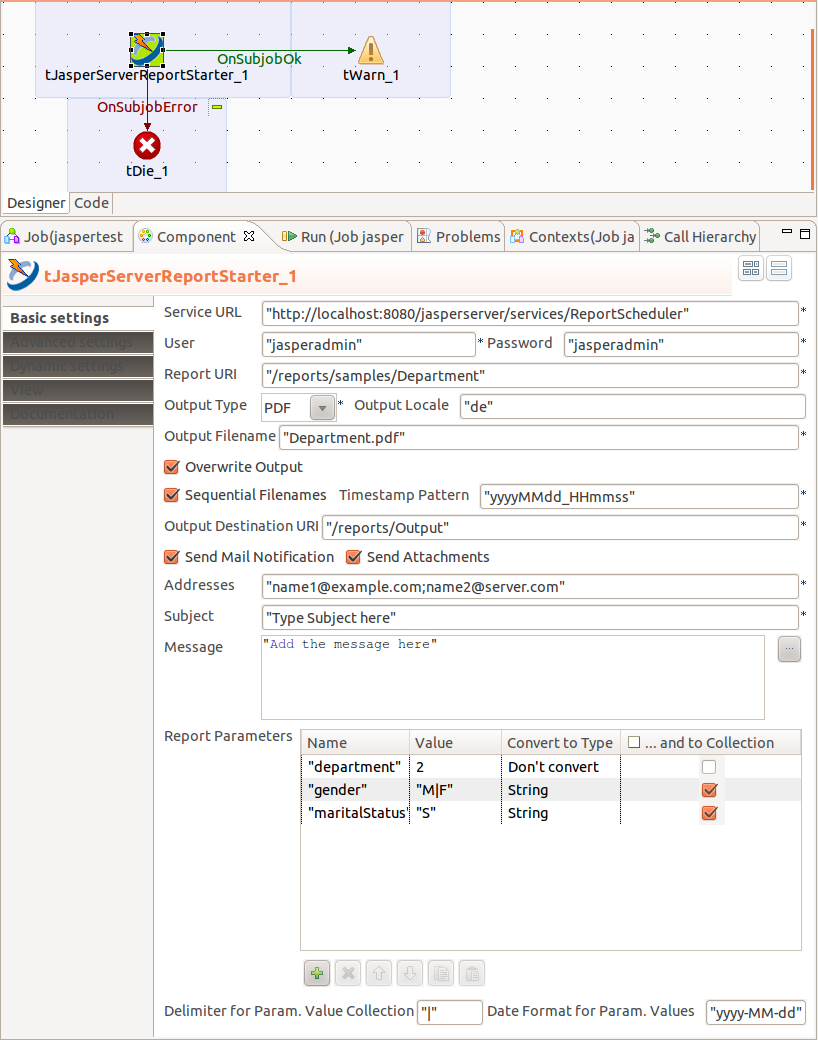 OnSubjobOk
tJasperServerReportStarter_1
tWarn_1
OnSubjobError
tDie_1
Designer Code
Job(jaspertest Component Run (Job jasper Problems Contexts(Job ja Call Hierarchy
tJasperServerReportStarter_1
Basic settings
Advanced settings
Dynamic settings
View
Documentation
Service URL "http://localhost:8080/jasperserver/services/ReportScheduler" *
User "jasperadmin" * Password "jasperadmin" *
Report URI "/reports/samples/Department" *
Output Type PDF * Output Locale "de"
Output Filename "Department.pdf" *
Overwrite Output
Sequential Filenames Timestamp Pattern "yyyyMMdd_HHmmss" *
Output Destination URI "/reports/Output" *
Send Mail Notification Send Attachments
Addresses "name1@example.com;name2@server.com" *
Subject "Type Subject here" *
Message "Add the message here" ...
Report Parameters Name Value Convert to Type ... and to Collection
"department" 2 Don't convert
"gender" "M|F" String
"maritalStatus" "S" String
Delimiter for Param. Value Collection "|" Date Format for Param. Values "yyyy-MM-dd"